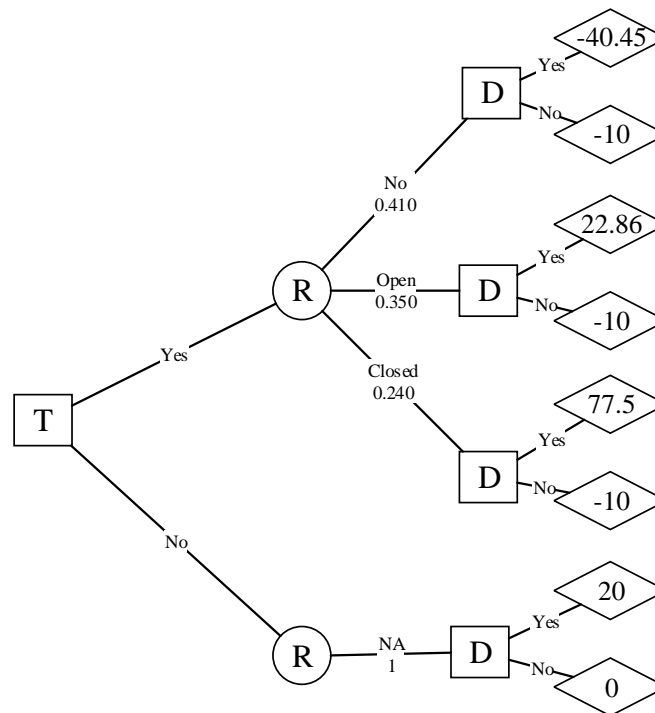 -40.45
Yes
D
No
-10
No
0.410
22.86
Yes
R
Open
0.350
D
No
-10
Yes
Closed
0.240
77.5
Yes
T
D
No
-10
No
20
Yes
R
NA
1
D
No
0